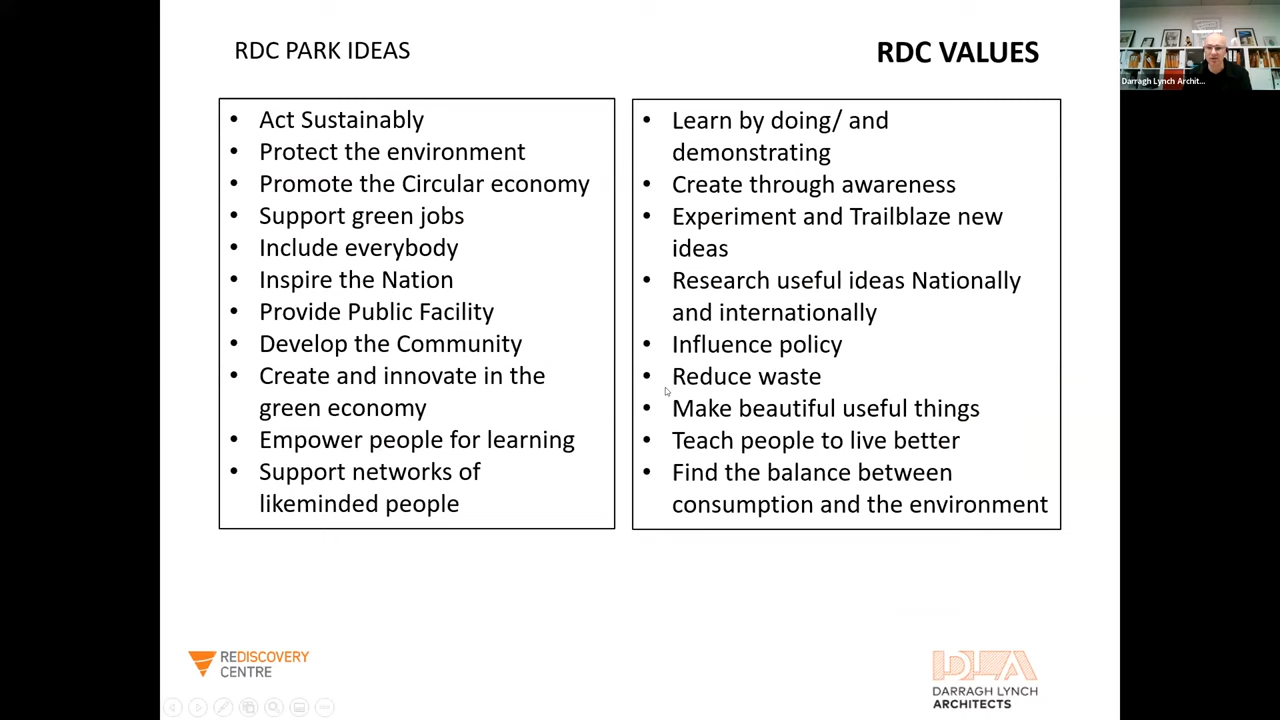 RDC PARK IDEAS
RDC VALUES
• Act Sustainably
• Protect the environment
• Promote the Circular economy
• Support green jobs
• Include everybody
• Inspire the Nation
• Provide Public Facility
• Develop the Community
• Create and innovate in the
green economy
• Empower people for learning
• Support networks of
likeminded people
• Learn by doing/ and
demonstrating
• Create through awareness
• Experiment and Trailblaze new
ideas
• Research useful ideas Nationally
and internationally
• Influence policy
• Reduce waste
• Make beautiful useful things
• Teach people to live better
• Find the balance between
consumption and the environment
REDISCOVERY
CENTRE
DLA
DARRAGH LYNCH
ARCHITECTS
Darragh Lynch Archit...